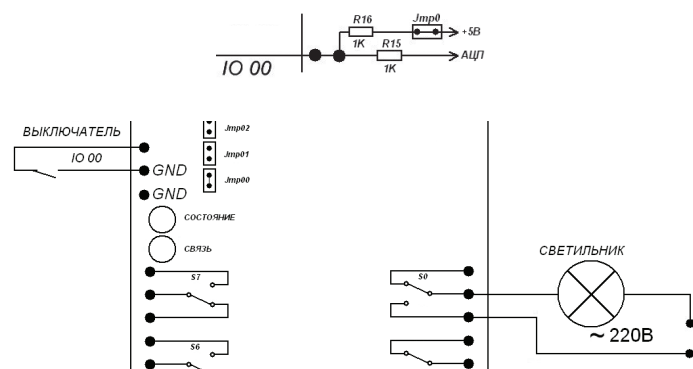 R16
Jmp0
+5В
1K
R15
АЦП
IO 00
1K
ВЫКЛЮЧАТЕЛЬ
Jmp02
IO 00
Jmp01
GND
Jmp00
GND
СОСТОЯНИЕ
СВЯЗЬ
СВЕТИЛЬНИК
S7
S0
~ 220В
S6